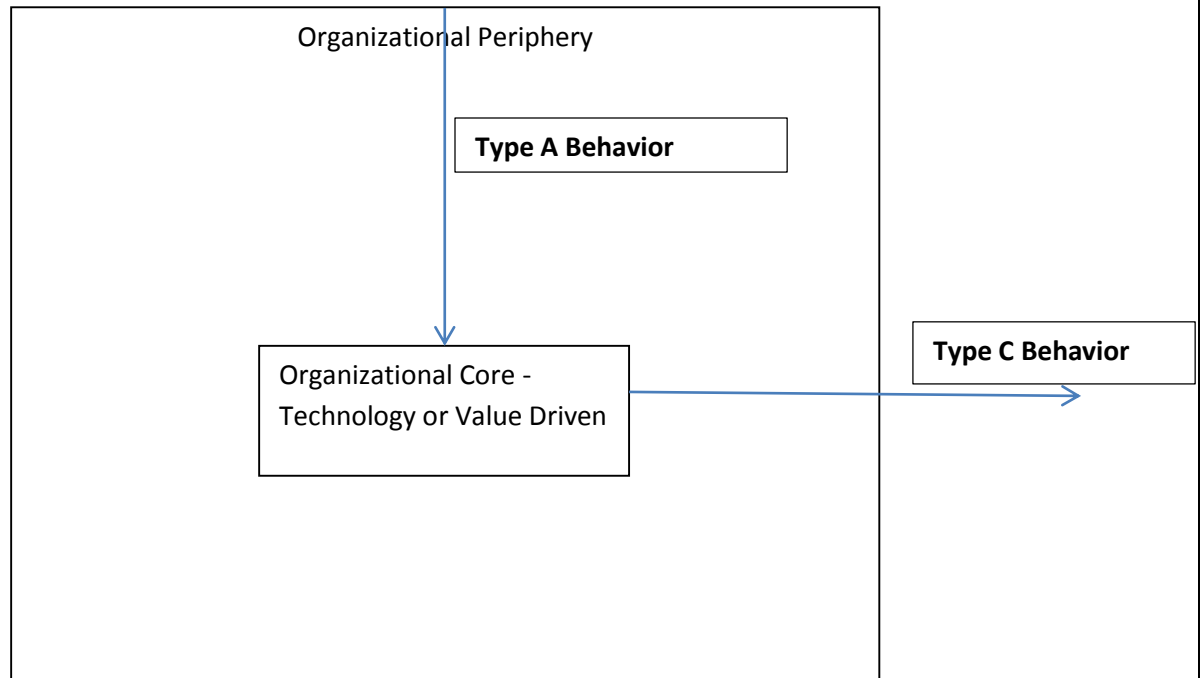 Organizational Periphery
Type A Behavior
Type C Behavior
Organizational Core -
Technology or Value Driven